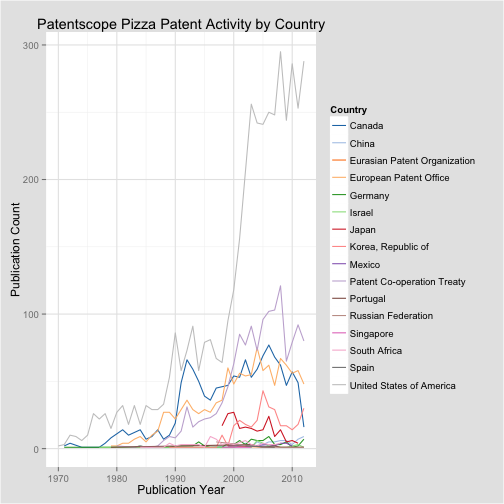 Patentscope Pizza Patent Activity by Country
300
200
100
0
Publication Count
1970
1980
1990
2000
2010
Publication Year
Country
Canada
China
Eurasian Patent Organization
European Patent Office
Germany
Israel
Japan
Korea, Republic of
Mexico
Patent Co-operation Treaty
Portugal
Russian Federation
Singapore
South Africa
Spain
United States of America